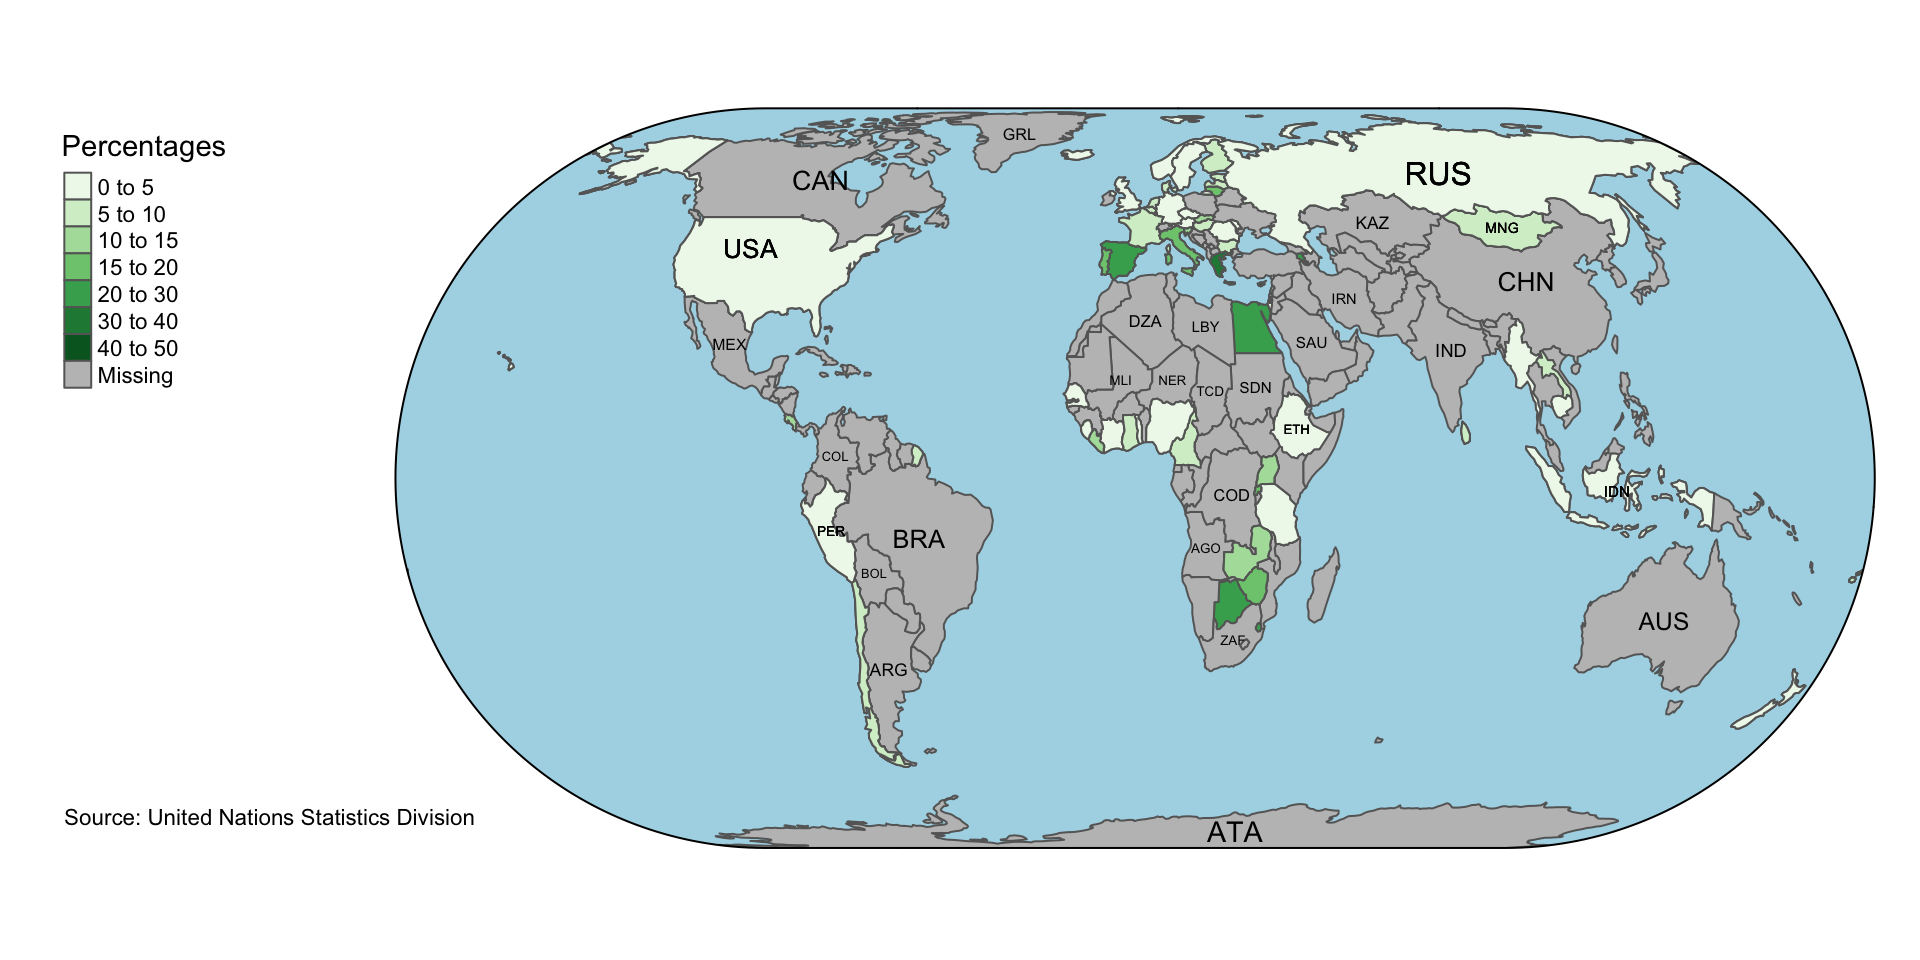 Percentages
0 to 5
5 to 10
10 to 15
15 to 20
20 to 30
30 to 40
40 to 50
Missing
GRL
CAN
RUS
USA
KAZ
MNG
CHN
MEX
DZA
LBY
IRN
SAU
IND
MLI
NER
TCD
SDN
ETH
COL
COD
IDN
PER
BRA
AGO
BOL
ZAF
AUS
ARG
Source: United Nations Statistics Division
ATA